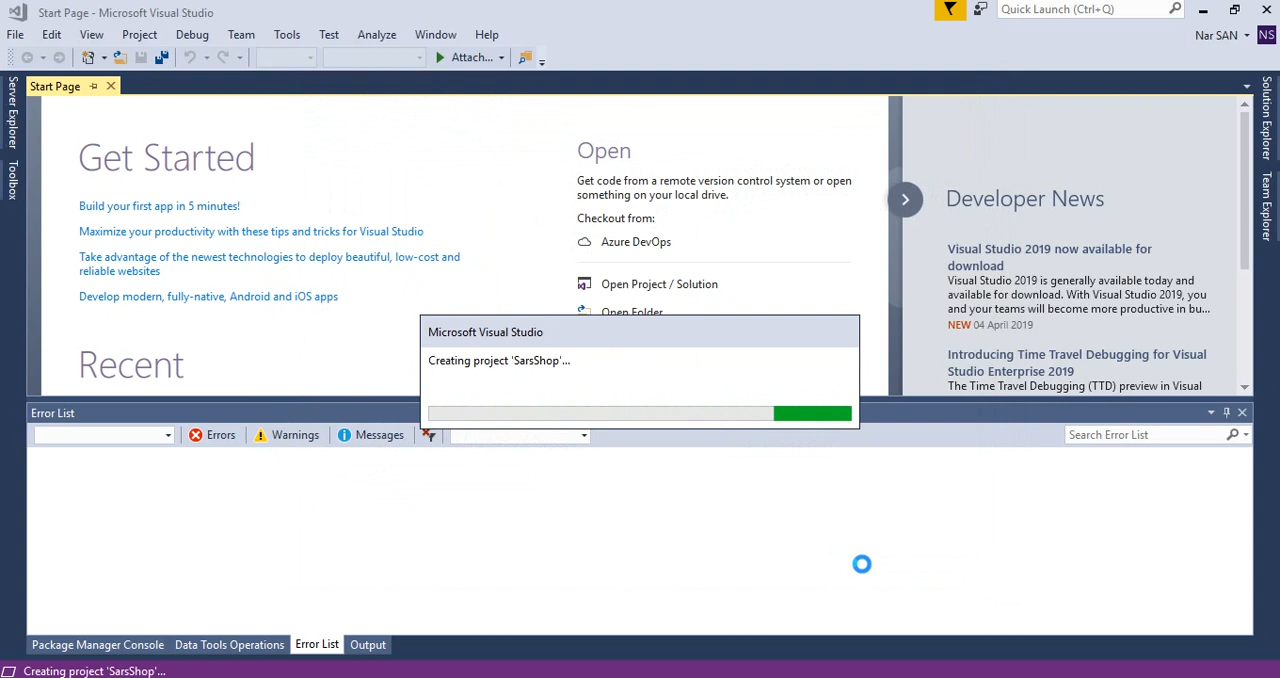 Start Page - Microsoft Visual Studio
Quick Launch (Ctrl+Q)
File Edit View Project Debug Team Tools Test Analyze Window Help
Nar SAN NS
Attach...
Server Explorer
Toolbox
Start Page
Get Started
Build your first app in 5 minutes!
Maximize your productivity with these tips and tricks for Visual Studio
Take advantage of the newest technologies to deploy beautiful, low-cost and
reliable websites
Develop modern, fully-native, Android and iOS apps
Recent
Open
Get code from a remote version control system or open
something on your local drive.
Checkout from:
Azure DevOps
Open Project / Solution
Open Folder
Developer News
Visual Studio 2019 now available for
download
Visual Studio 2019 is generally available today and
available for download. With Visual Studio 2019, you
and your teams will become more productive in bu...
NEW 04 April 2019
Introducing Time Travel Debugging for Visual
Studio Enterprise 2019
The Time Travel Debugging (TTD) preview in Visual
Solution Explorer
Team Explorer
Microsoft Visual Studio
Creating project 'SarsShop'...
Error List
Errors Warnings Messages
Search Error List
Package Manager Console Data Tools Operations Error List Output
Creating project 'SarsShop'...